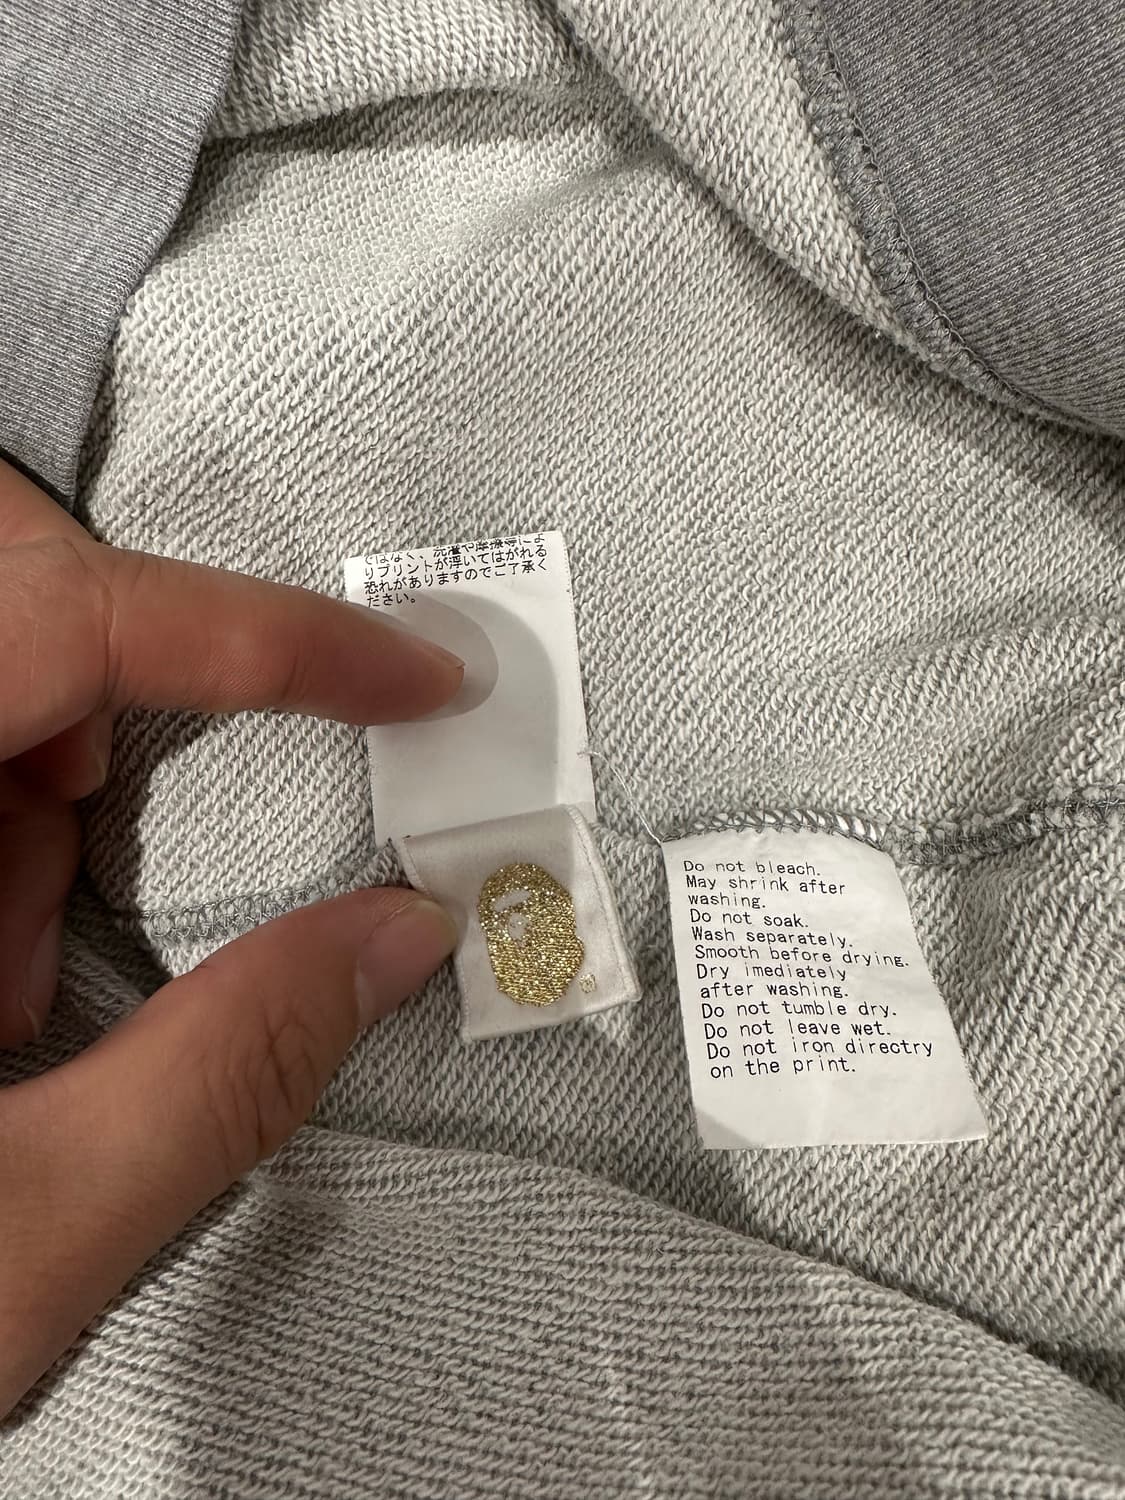 ではなく、洗濯や摩擦等によ
りプリントが浮いてはがれる
恐れがありますのでご了承く
ださい。
Do not bleach.
May shrink after
washing.
Do not soak.
Wash separately.
Smooth before drying.
Dry imediately
after washing.
Do not tumble dry.
Do not leave wet.
Do not iron directry
on the print.